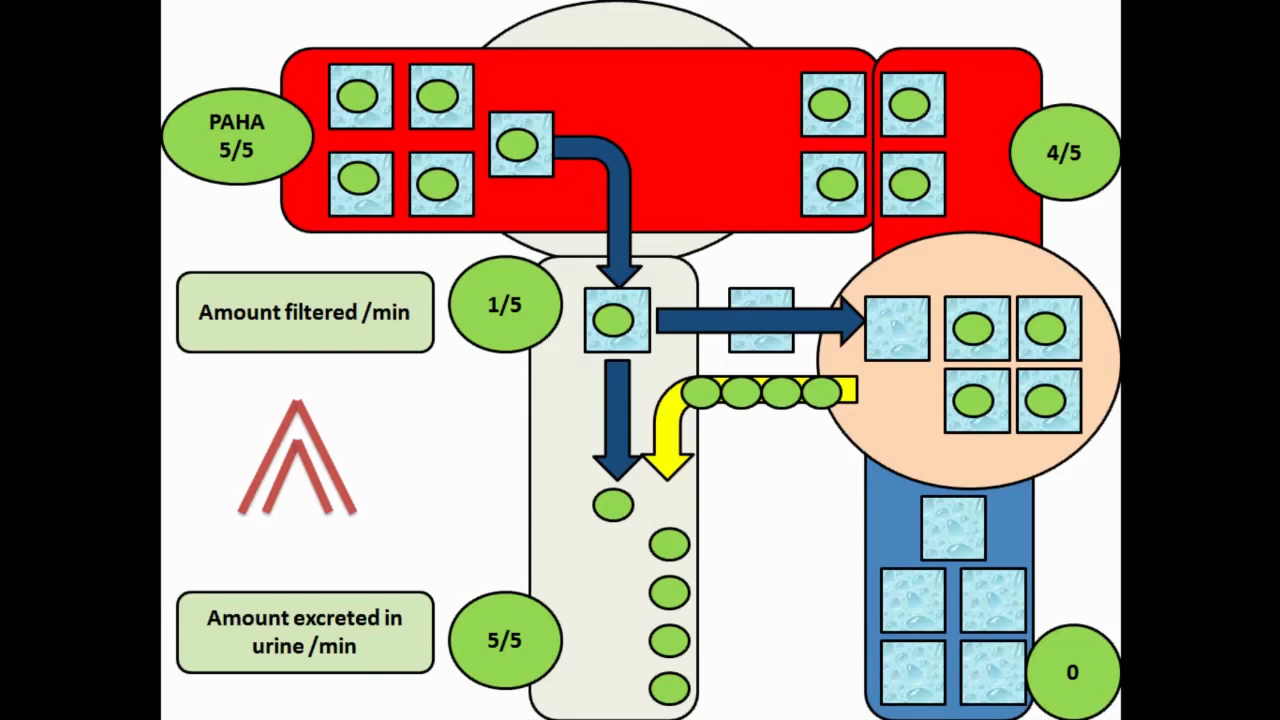 PAHA
5/5
4/5
Amount filtered /min
1/5
Amount excreted in
urine /min
5/5
0